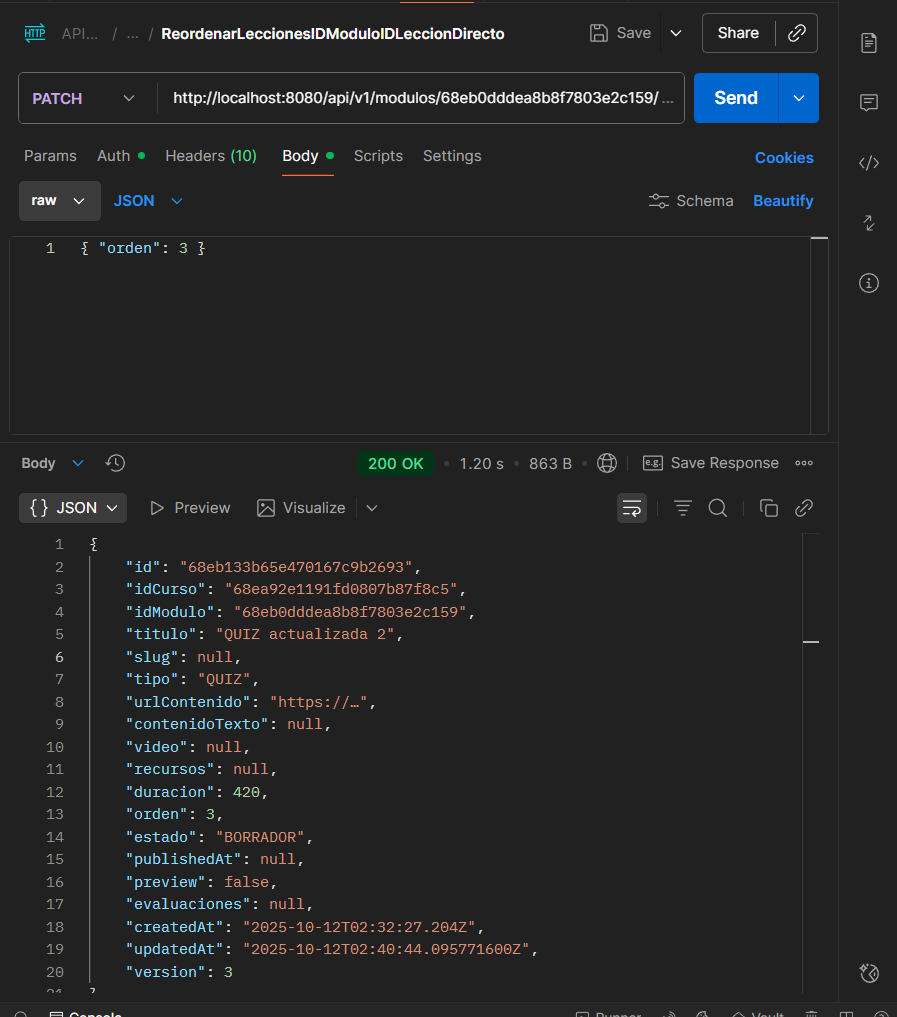 HTTP API... / ... / ReordenarLeccionesIDModuloIDLeccionDirecto Save Share
PATCH http://localhost:8080/api/v1/modulos/68eb0dddea8b8f7803e2c159/ ... Send
Params Auth Headers (10) Body Scripts Settings Cookies
raw JSON Schema Beautify
1 { "orden": 3 }
Body 200 OK 1.20 s 863 B e.g. Save Response
{} JSON Preview Visualize
1 {
2 "id": "68eb133b65e470167c9b2693",
3 "idCurso": "68ea92e1191fd0807b87f8c5",
4 "idModulo": "68eb0dddea8b8f7803e2c159",
5 "titulo": "QUIZ actualizada 2",
6 "slug": null,
7 "tipo": "QUIZ",
8 "urlContenido": "https://…",
9 "contenidoTexto": null,
10 "video": null,
11 "recursos": null,
12 "duracion": 420,
13 "orden": 3,
14 "estado": "BORRADOR",
15 "publishedAt": null,
16 "preview": false,
17 "evaluaciones": null,
18 "createdAt": "2025-10-12T02:32:27.204Z",
19 "updatedAt": "2025-10-12T02:40:44.095771600Z",
20 "version": 3
21 }
Console Runner Vault